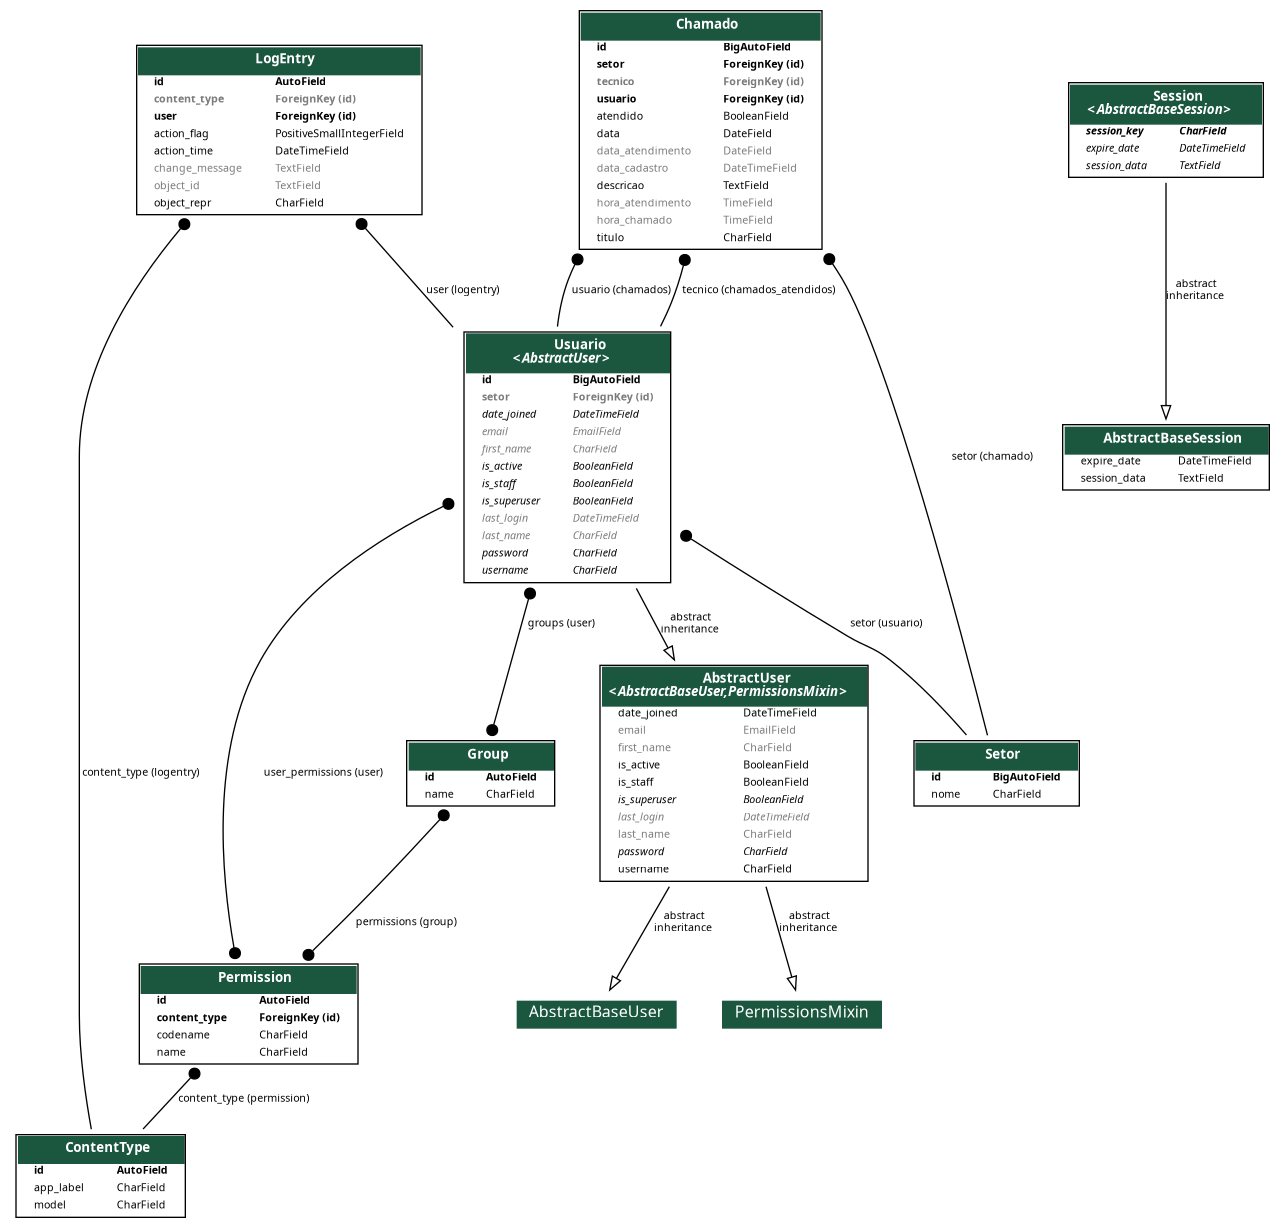 LogEntry
id AutoField
content_type ForeignKey (id)
user ForeignKey (id)
action_flag PositiveSmallIntegerField
action_time DateTimeField
change_message TextField
object_id TextField
object_repr CharField
Chamado
id BigAutoField
setor ForeignKey (id)
tecnico ForeignKey (id)
usuario ForeignKey (id)
atendido BooleanField
data DateField
data_atendimento DateField
data_cadastro DateTimeField
descricao TextField
hora_atendimento TimeField
hora_chamado TimeField
titulo CharField
Session
<AbstractBaseSession>
session_key CharField
expire_date DateTimeField
session_data TextField
user (logentry)
usuario (chamados)
tecnico (chamados_atendidos)
abstract
inheritance
Usuario
<AbstractUser>
id BigAutoField
setor ForeignKey (id)
date_joined DateTimeField
email EmailField
first_name CharField
is_active BooleanField
is_staff BooleanField
is_superuser BooleanField
last_login DateTimeField
last_name CharField
password CharField
username CharField
setor (chamado)
AbstractBaseSession
expire_date DateTimeField
session_data TextField
groups (user)
abstract
inheritance
setor (usuario)
content_type (logentry)
user_permissions (user)
Group
id AutoField
name CharField
AbstractUser
<AbstractBaseUser,PermissionsMixin>
date_joined DateTimeField
email EmailField
first_name CharField
is_active BooleanField
is_staff BooleanField
is_superuser BooleanField
last_login DateTimeField
last_name CharField
password CharField
username CharField
Setor
id BigAutoField
nome CharField
permissions (group)
abstract
inheritance
abstract
inheritance
Permission
id AutoField
content_type ForeignKey (id)
codename CharField
name CharField
AbstractBaseUser
PermissionsMixin
content_type (permission)
ContentType
id AutoField
app_label CharField
model CharField